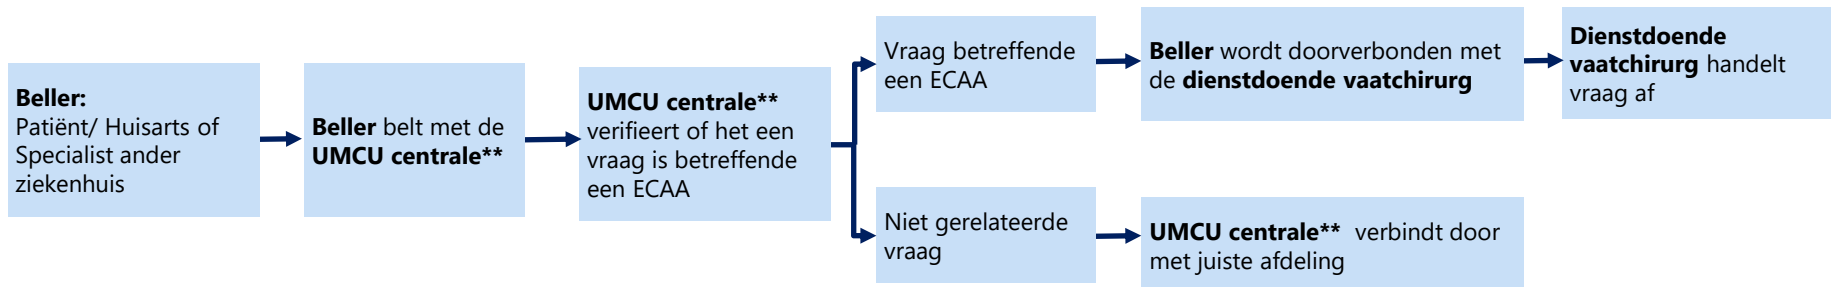 Beller:
Patiënt/ Huisarts of
Specialist ander
ziekenhuis
Beller belt met de
UMCU centrale**
UMCU centrale**
verifieert of het een
vraag is betreffende
een ECAA
Vraag betreffende
een ECAA
Beller wordt doorverbonden met
de dienstdoende vaatchirurg
Dienstdoende
vaatchirurg handelt
vraag af
Niet gerelateerde
vraag
UMCU centrale** verbindt door
met juiste afdeling